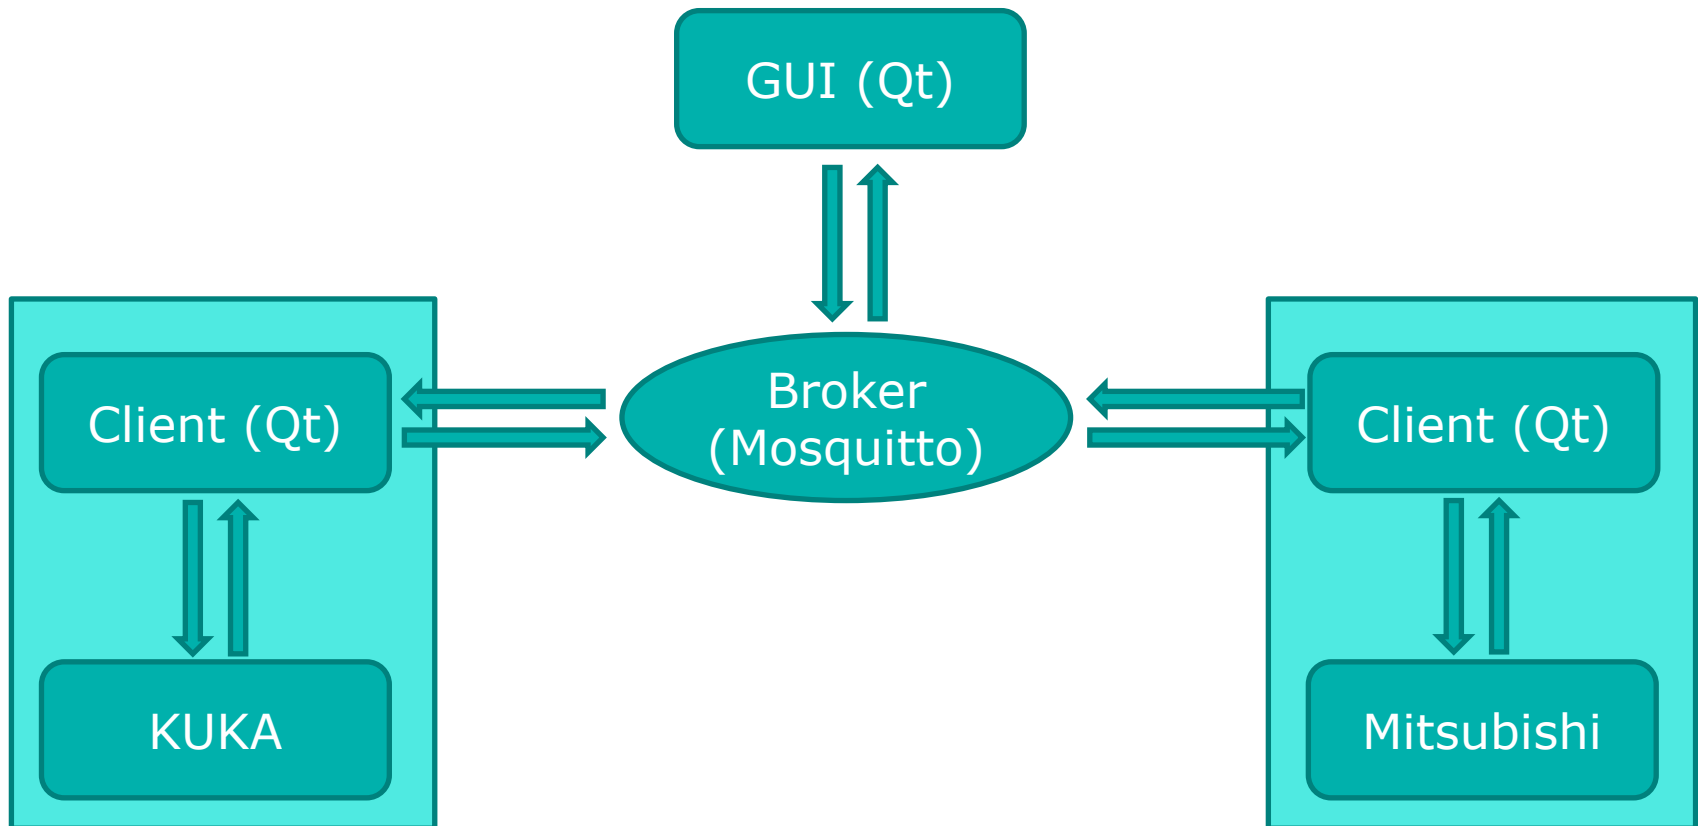 GUI (Qt)
Broker
(Mosquitto)
Client (Qt)
Client (Qt)
KUKA
Mitsubishi